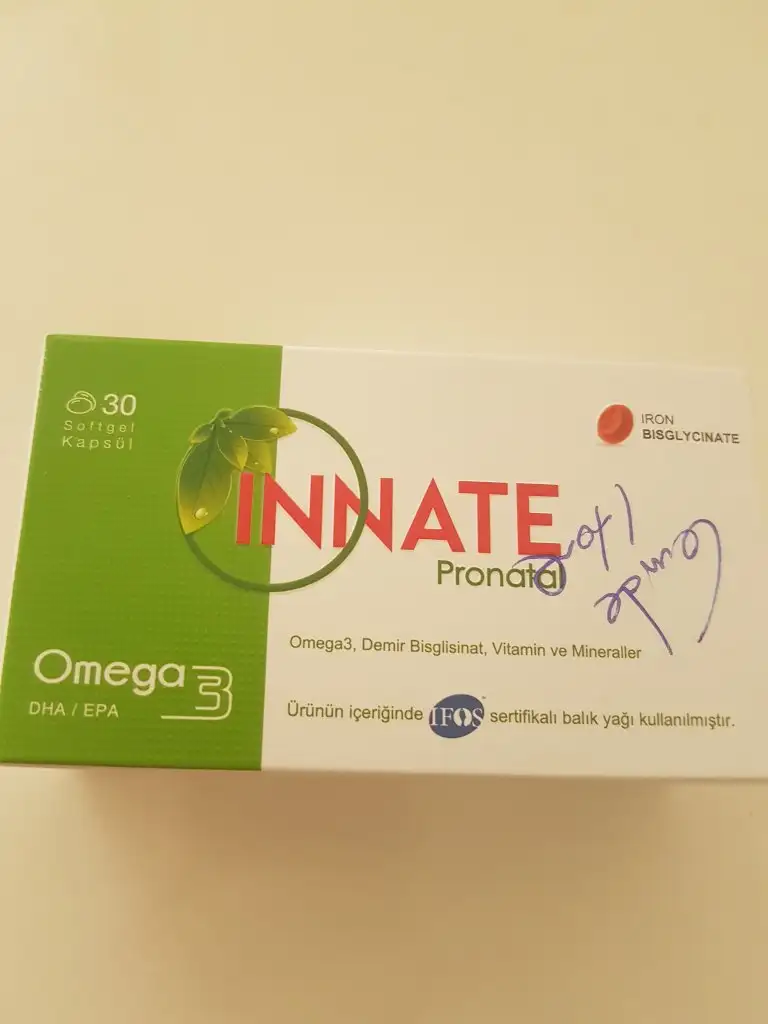 30
Softgel
Kapsül
IRON
BISGLYCINATE
INNATE
Pronatal
Omega3, Demir Bisglisinat, Vitamin ve Mineraller
Omega 3
DHA / EPA
Ürünün içeriğinde IFOS™ sertifikalı balık yağı kullanılmıştır.